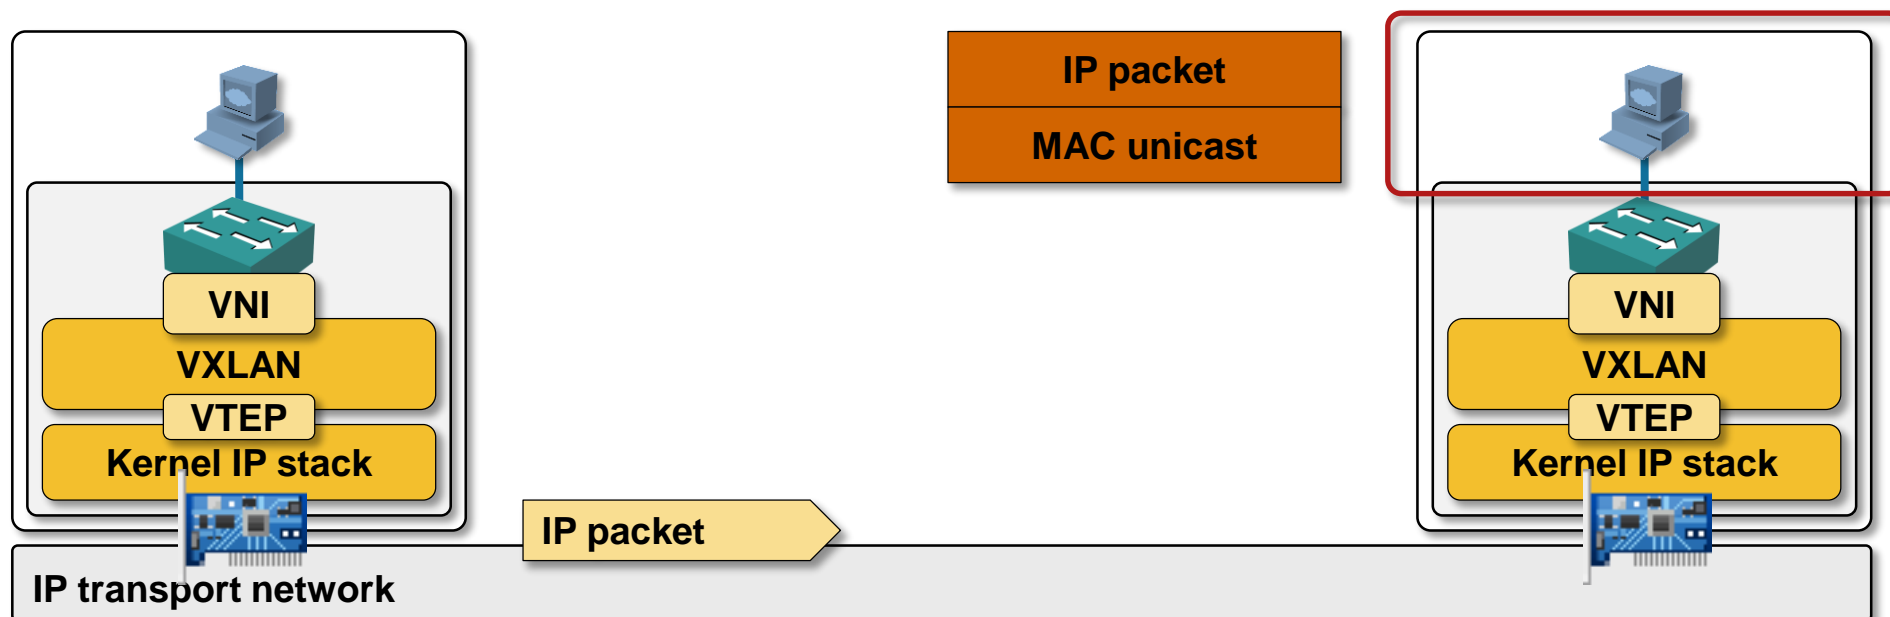 IP packet
MAC unicast
VNI
VXLAN
VTEP
Kernel IP stack
VNI
VXLAN
VTEP
Kernel IP stack
IP packet
IP transport network